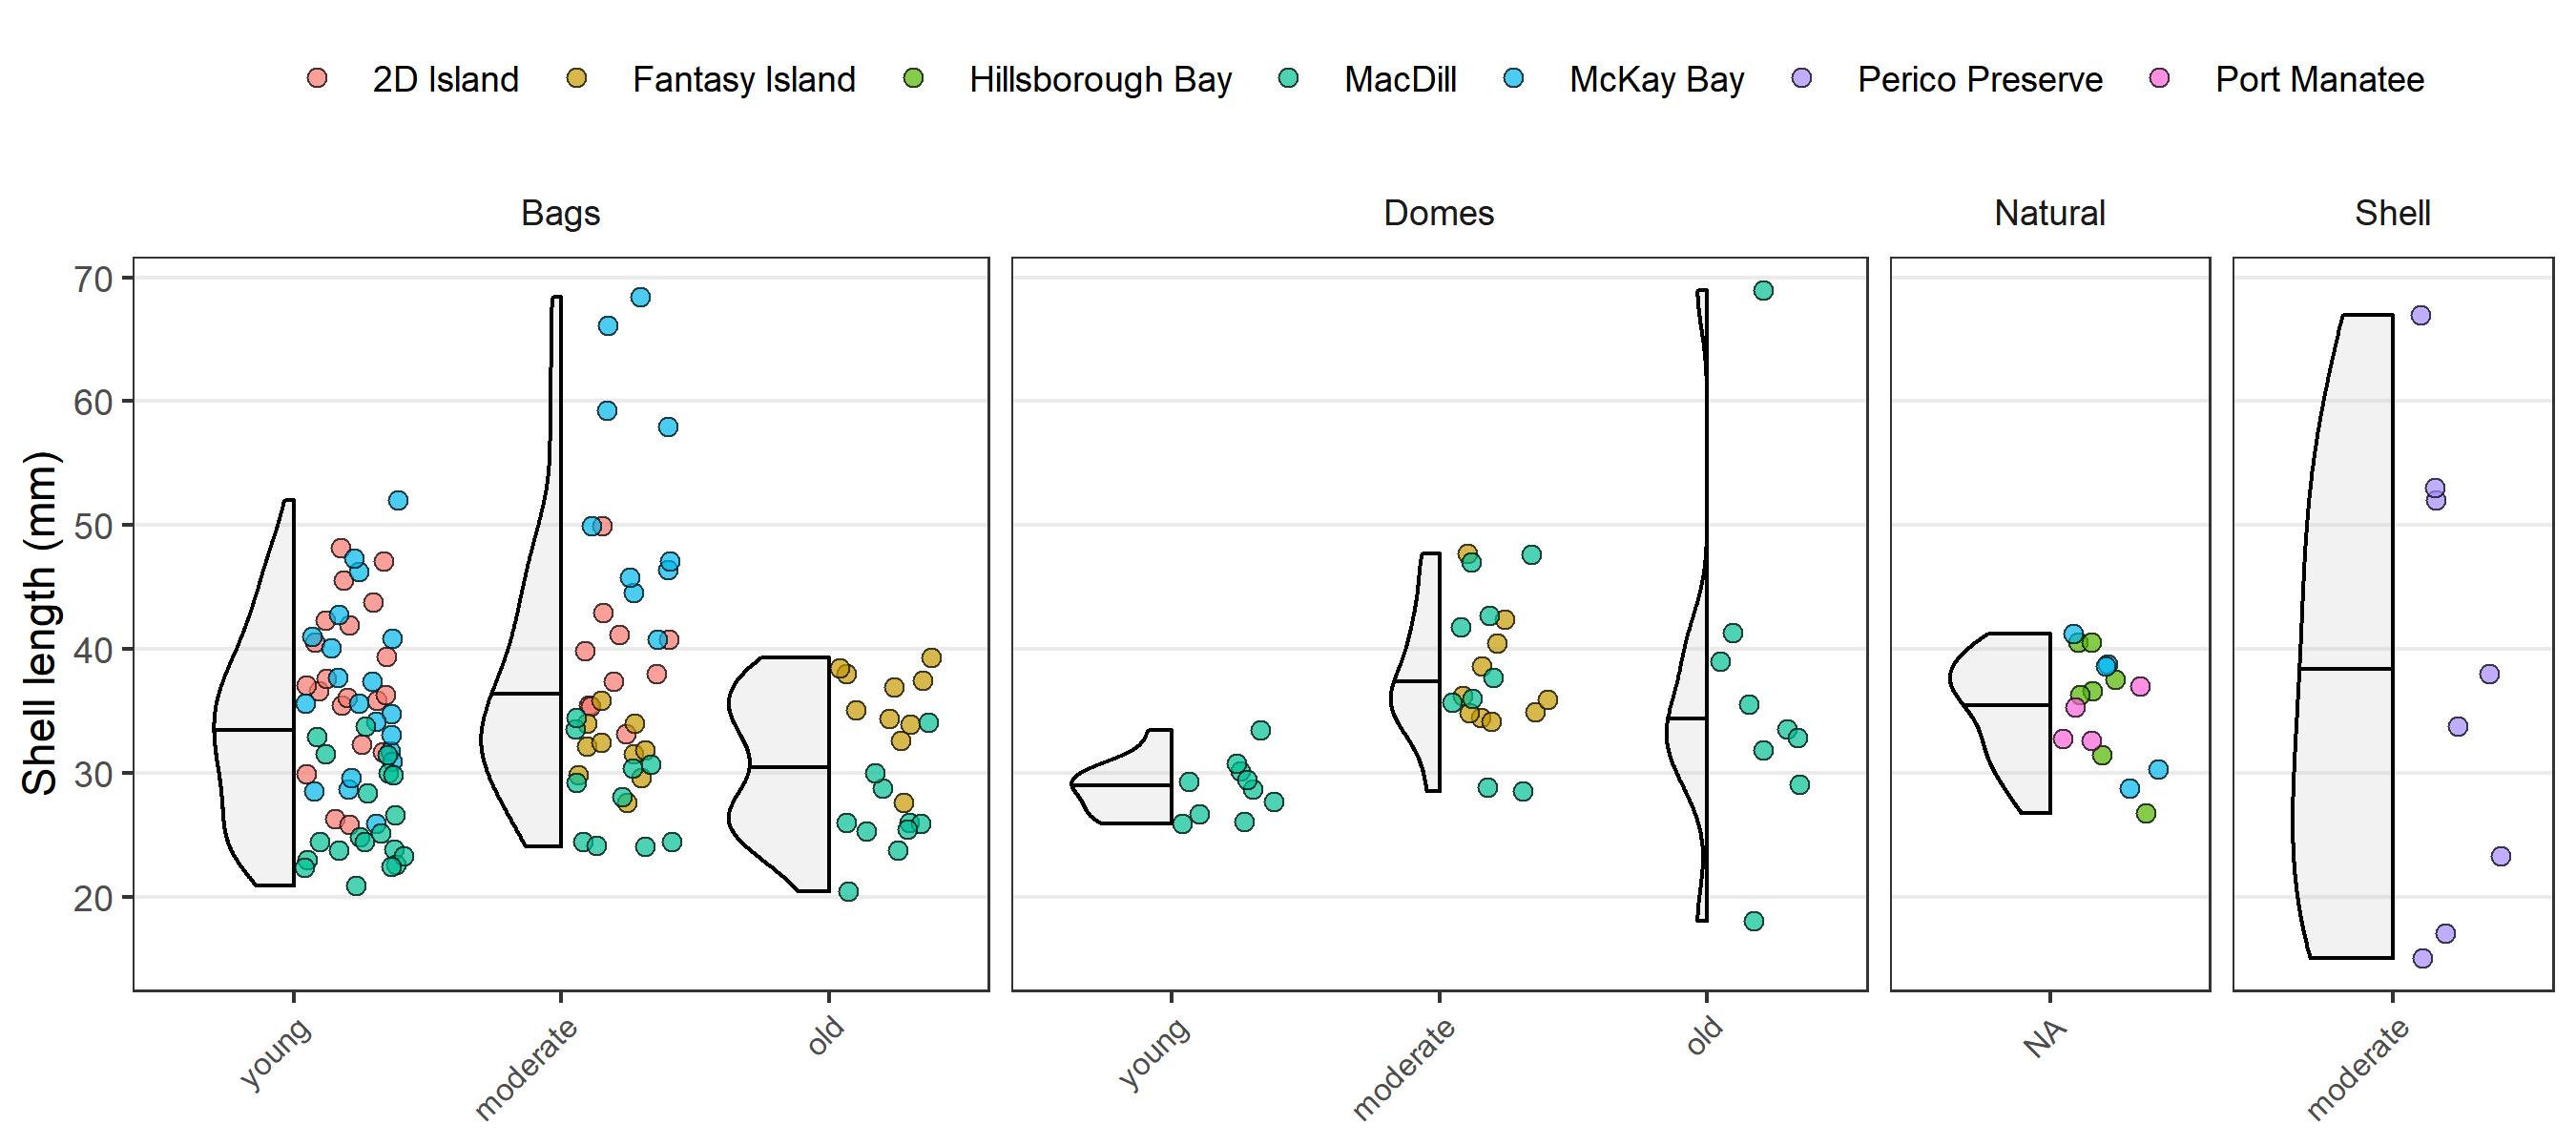 2D Island Fantasy Island Hillsborough Bay MacDill McKay Bay Perico Preserve Port Manatee
Bags Domes Natural Shell
Shell length (mm)
70
60
50
40
30
20
young moderate old young moderate old NA moderate